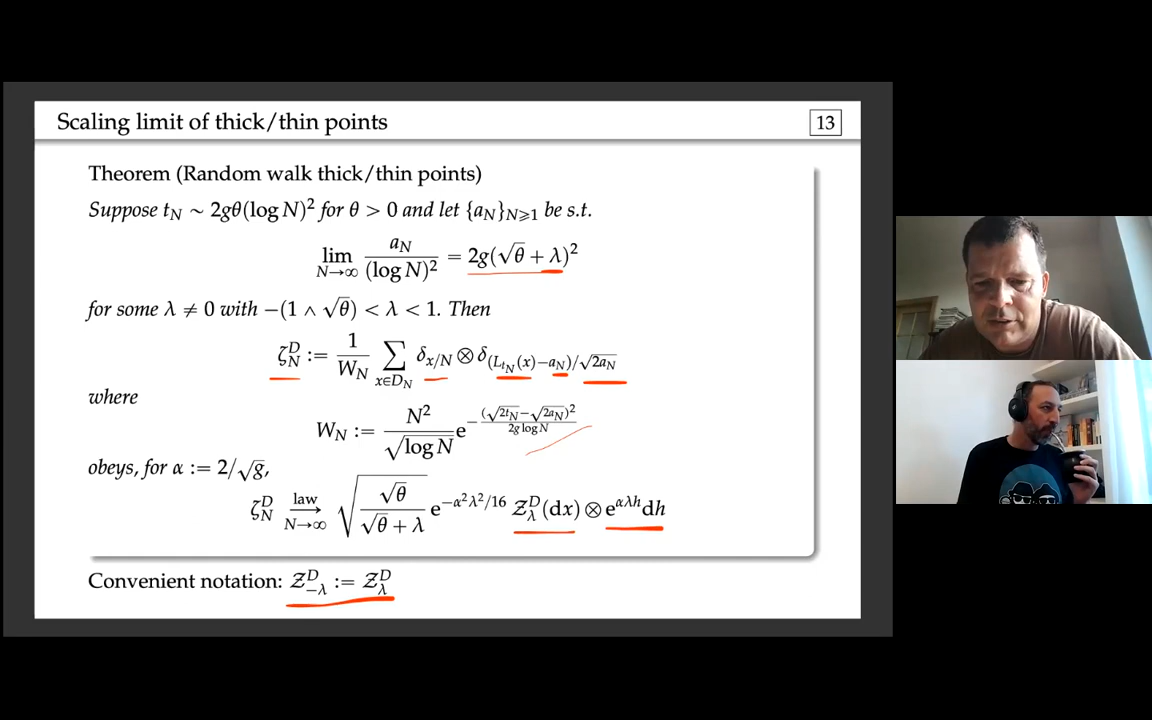 Scaling limit of thick/thin points
13
Theorem (Random walk thick/thin points)
Suppose t_N ∼ 2gθ(log N)² for θ > 0 and let {a_N}_{N⩾1} be s.t.
lim_{N→∞} a_N/(log N)² = 2g(√θ + λ)²
for some λ ≠ 0 with −(1 ∧ √θ) < λ < 1. Then
ζ_N^D := 1/W_N ∑_{x∈D_N} δ_{x/N} ⊗ δ_{(L_{t_N}(x)−a_N)/√(2a_N)}
where
W_N := N²/√(log N) e^{−(√(2t_N)−√(2a_N))²/(2g log N)}
obeys, for α := 2/√g,
ζ_N^D →^{law}_{N→∞} √(√θ/(√θ + λ)) e^{−α²λ²/16} Z_λ^D(dx) ⊗ e^{αλh}dh
Convenient notation: Z_{−λ}^D := Z_λ^D